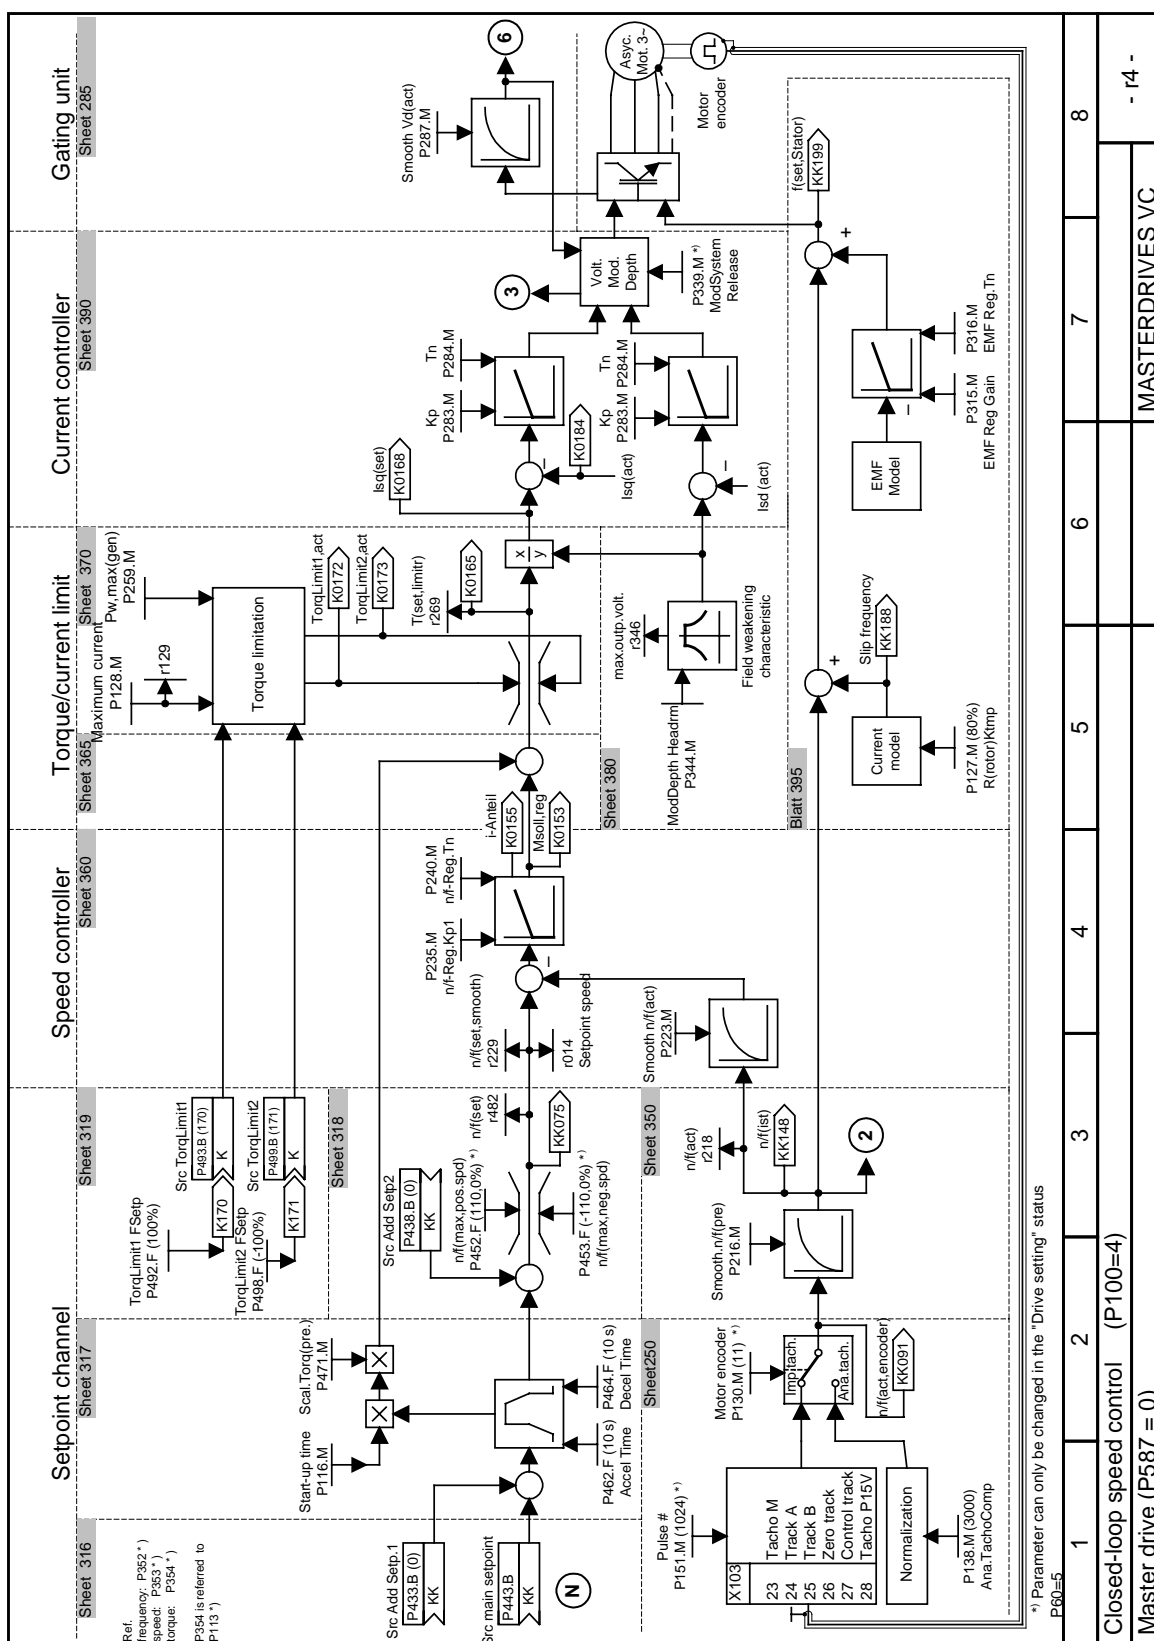 Setpoint channel
Speed controller
Torque/current limit
Current controller
Gating unit
Sheet 316
Sheet 317
Sheet 319
Sheet 360
Sheet 365
Sheet 370
Sheet 390
Sheet 285
Ref.
frequency: P352 *)
speed: P353 *)
torque: P354 *)
P354 is referred to
P113 *)
TorqLimit1 FSetp
P492.F (100%)
K170
Src TorqLimit1
P493.B (170)
K
TorqLimit2 FSetp
P498.F (-100%)
K171
Src TorqLimit2
P499.B (171)
K
Maximum current
P128.M
r129
Pw,max(gen)
P259.M
Torque limitation
TorqLimit1,act
K0172
TorqLimit2,act
K0173
T(set,limitr)
r269
K0165
Smooth Vd(act)
P287.M
6
Sheet 318
Start-up time
P116.M
Scal.Torq(pre.)
P471.M
Src Add Setp.1
P433.B (0)
KK
Src main setpoint
P443.B
KK
N
P462.F (10 s)
Accel Time
P464.F (10 s)
Decel Time
Src Add Setp2
P438.B (0)
KK
n/f(max,pos.spd)
P452.F (110,0%) *)
P453.F (-110,0%) *)
n/f(max,neg.spd)
n/f(set)
r482
KK075
n/f(set,smooth)
r229
r014
Setpoint speed
P235.M
n/f-Reg.Kp1
P240.M
n/f-Reg.Tn
i-Anteil
K0155
Msoll,reg
K0153
–
x
y
Isq(set)
K0168
K0184
Isq(act)
–
Kp
P283.M
Tn
P284.M
3
Volt.
Mod.
Depth
P339.M *)
ModSystem
Release
Asyc.
Mot. 3~
Motor
encoder
Sheet 380
ModDepth Headrm
P344.M
max.outp.volt.
r346
Field weakening
characteristic
Isd (act)
–
Kp
P283.M
Tn
P284.M
Sheet250
Sheet 350
Pulse #
P151.M (1024) *)
X103
23 Tacho M
24 Track A
25 Track B
26 Zero track
27 Control track
28 Tacho P15V
Normalization
P138.M (3000)
Ana.TachoComp
Motor encoder
P130.M (11) *)
Imp.tach.
Ana.tach.
n/f(act,encoder)
KK091
Smooth.n/f(pre)
P216.M
n/f(act)
r218
n/f(ist)
KK148
2
Smooth n/f(act)
P223.M
Blatt 395
Current
model
P127.M (80%)
R(rotor)Ktmp
Slip frequency
KK188
+
EMF
Model
–
P315.M
EMF Reg Gain
P316.M
EMF Reg.Tn
+
f(set,Stator)
KK199
*) Parameter can only be changed in the "Drive setting" status
P60=5
1
2
3
4
5
6
7
8
Closed-loop speed control (P100=4)
Master drive (P587 = 0)
MASTERDRIVES VC
- r4 -